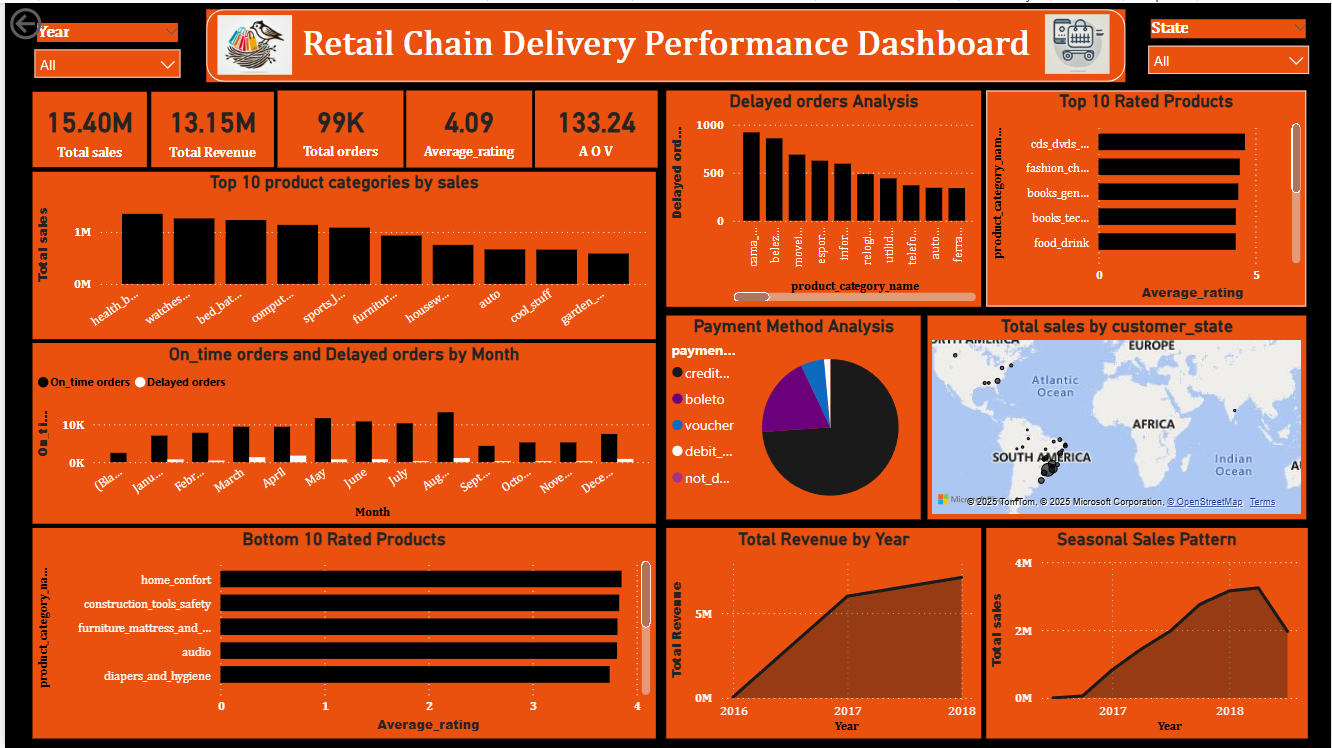 Year
All
Retail Chain Delivery Performance Dashboard
State
All
15.40M
Total sales
13.15M
Total Revenue
99K
Total orders
4.09
Average_rating
133.24
A O V
Top 10 product categories by sales
Total sales
1M
0M
health_b...
watches...
bed_bat...
comput...
sports_l...
furnitur...
housew...
auto
cool_stuff
garden_...
On_time orders and Delayed orders by Month
On_time orders
Delayed orders
On_ti...
10K
0K
(Bla...
Janu...
Febr...
March
April
May
June
July
Aug...
Sept...
Octo...
Nove...
Dece...
Month
Bottom 10 Rated Products
product_category_na...
home_confort
construction_tools_safety
furniture_mattress_and_...
audio
diapers_and_hygiene
0 1 2 3 4
Average_rating
Delayed orders Analysis
Delayed ord...
1000
500
0
cama_...
belez...
movei...
espor...
infor...
relogi...
utilid...
telefo...
auto...
ferra...
product_category_name
Top 10 Rated Products
product_category_nam...
cds_dvds_...
fashion_ch...
books_gen...
books_tec...
food_drink
0 5
Average_rating
Payment Method Analysis
paymen...
credit...
boleto
voucher
debit_...
not_d...
Total sales by customer_state
EUROPE
Atlantic
Ocean
AFRICA
SOUTH AMERICA
Indian
Ocean
© 2025 TomTom, © 2025 Microsoft Corporation, © OpenStreetMap Terms
Total Revenue by Year
Total Revenue
5M
0M
2016 2017 2018
Year
Seasonal Sales Pattern
Total sales
4M
2M
0M
2017 2018
Year